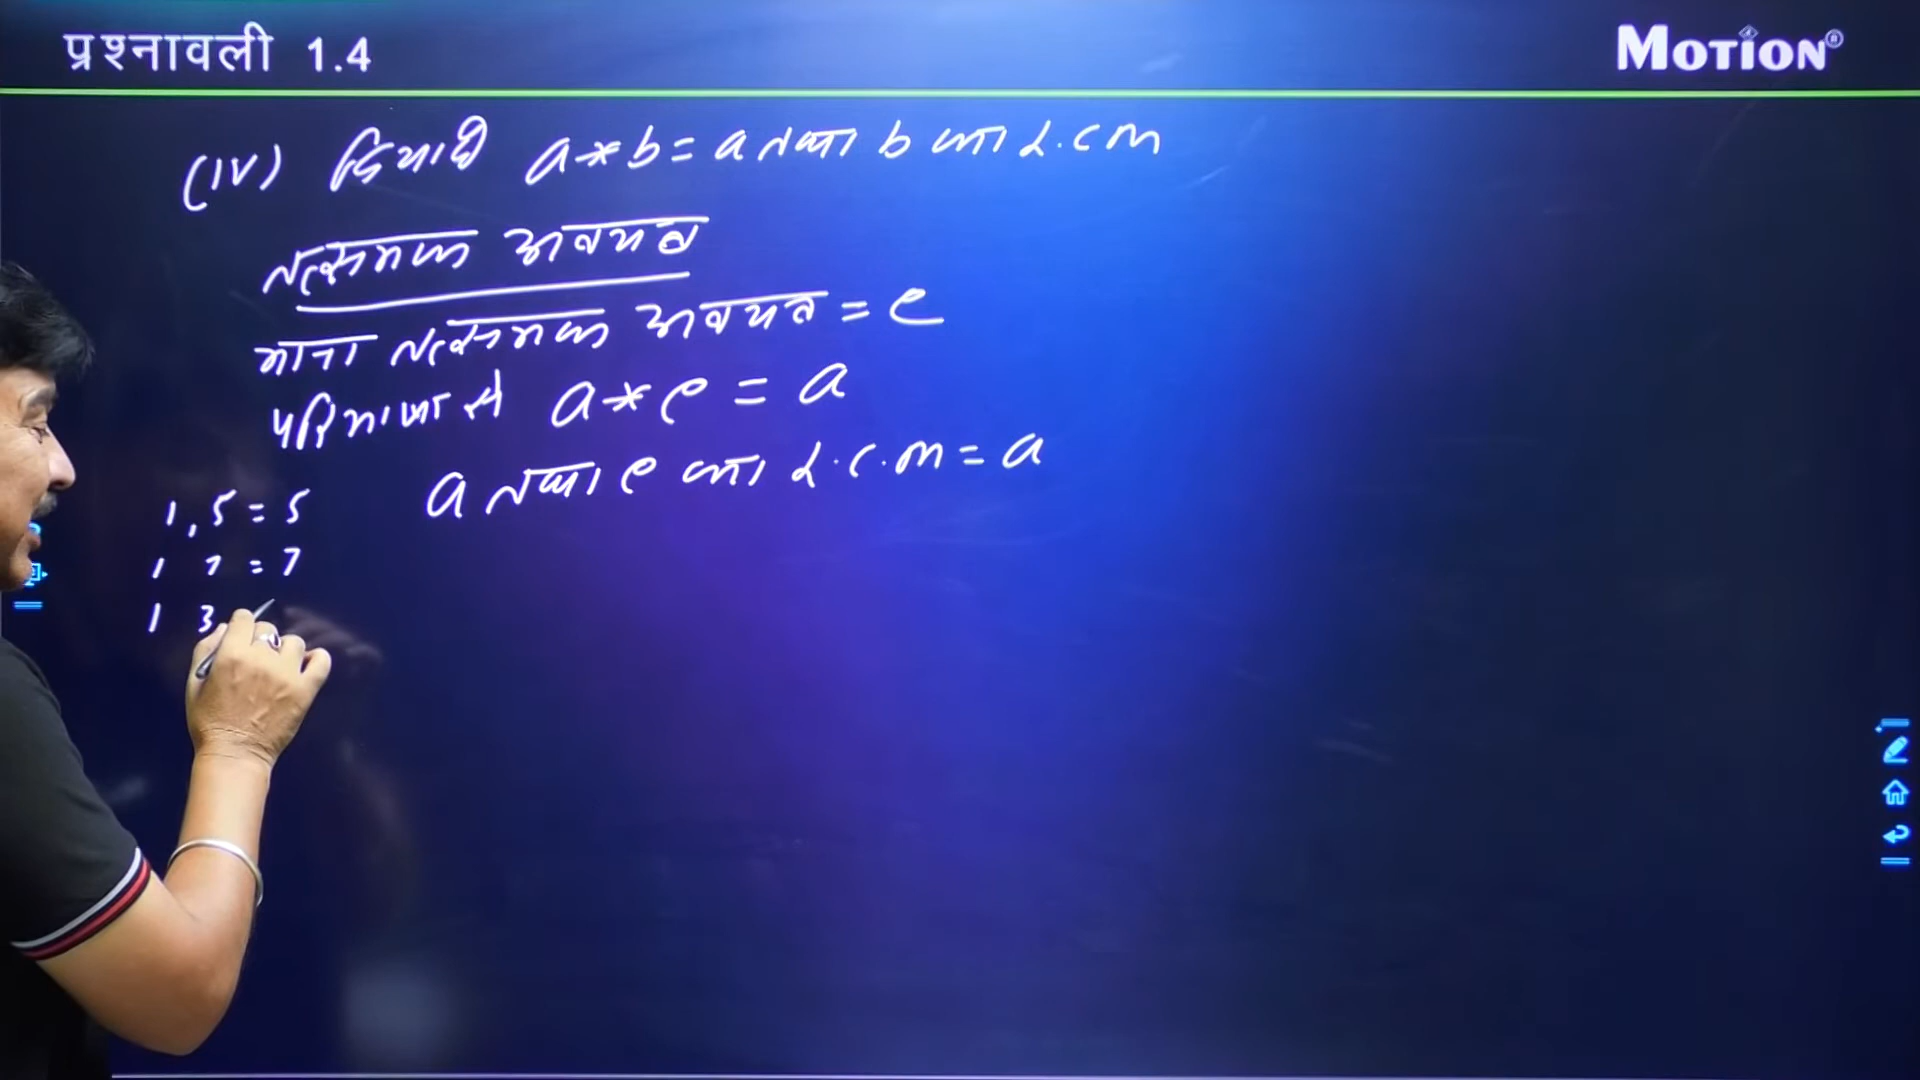 प्रश्नावली 1.4
MOTION®
(iv) दिया है a*b = a तथा b का L.C.M
तत्समक अवयव
माना तत्समक अवयव = e
परिभाषा से a*e = a
a तथा e का L.C.M = a
1, 5 = 5
1 7 = 7
1 3